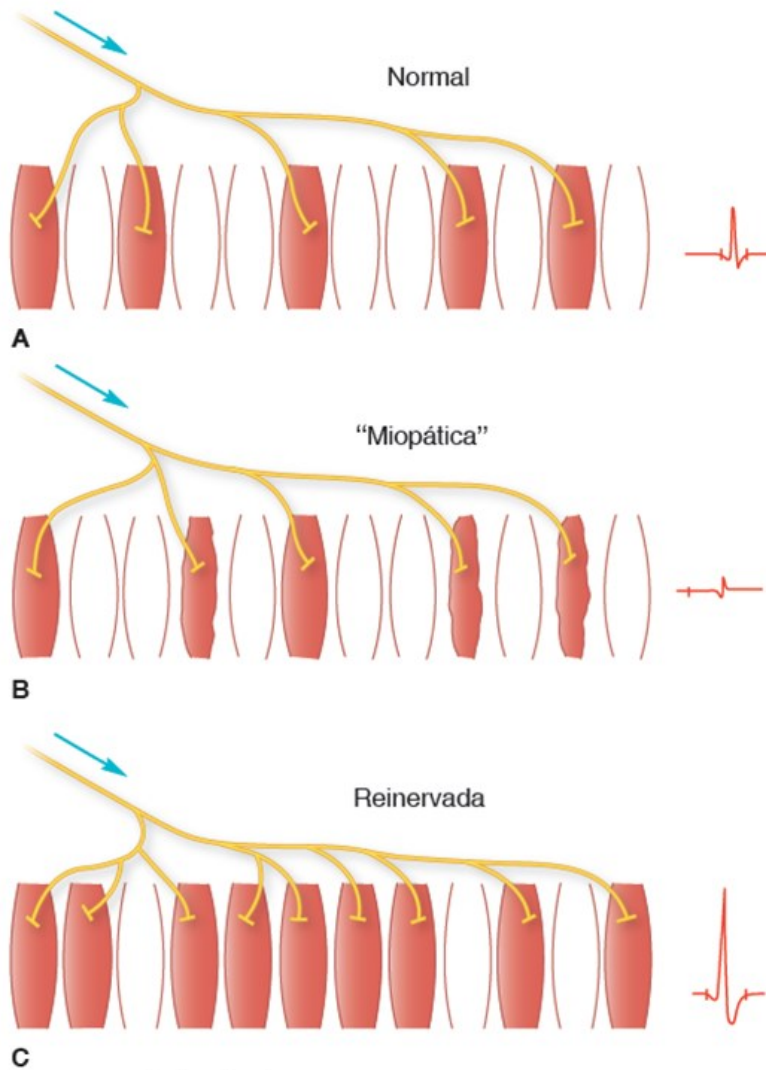 Normal
A
“Miopática”
B
Reinervada
C